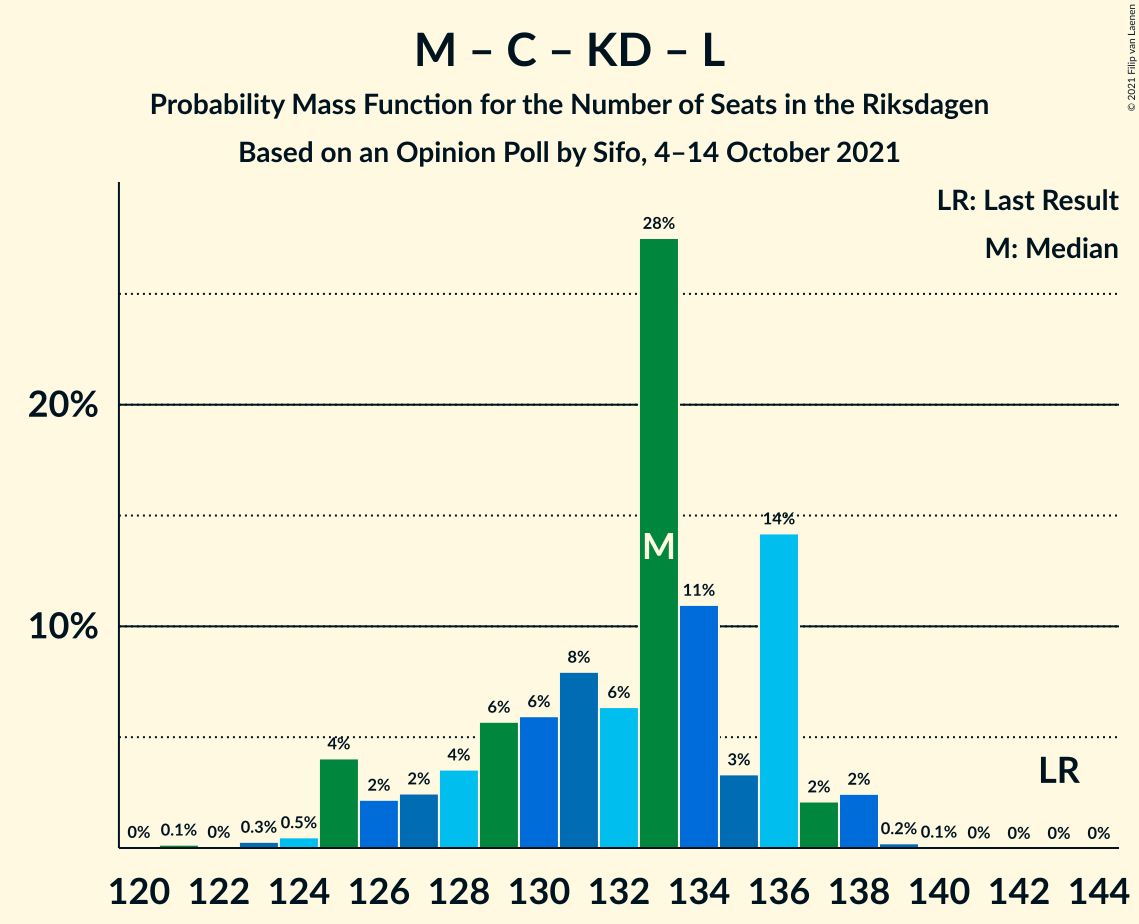 © 2021 Filip van Laenen
M – C – KD – L
Probability Mass Function for the Number of Seats in the Riksdagen
Based on an Opinion Poll by Sifo, 4–14 October 2021
LR: Last Result
M: Median
20%
10%
0% 0.1% 0% 0.3% 0.5% 4% 2% 2% 4% 6% 6% 8% 6% 28% 11% 3% 14% 2% 2% 0.2% 0.1% 0% 0% 0% 0%
M
LR
120 122 124 126 128 130 132 134 136 138 140 142 144